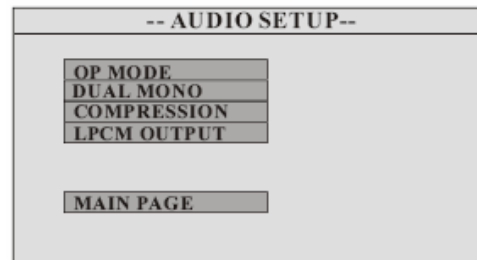 -- AUDIO SETUP--
OP MODE
DUAL MONO
COMPRESSION
LPCM OUTPUT
MAIN PAGE